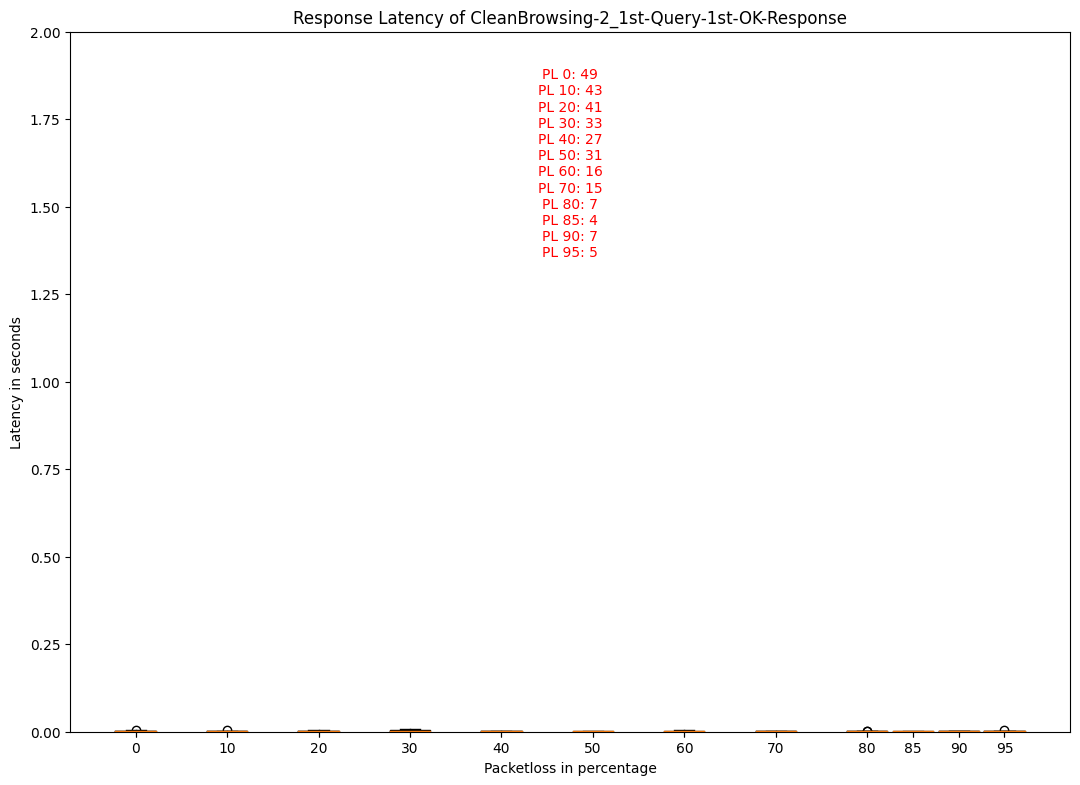 Response Latency of CleanBrowsing-2_1st-Query-1st-OK-Response
2.00
1.75
1.50
1.25
1.00
0.75
0.50
0.25
0.00
Latency in seconds
PL 0: 49
PL 10: 43
PL 20: 41
PL 30: 33
PL 40: 27
PL 50: 31
PL 60: 16
PL 70: 15
PL 80: 7
PL 85: 4
PL 90: 7
PL 95: 5
0 10 20 30 40 50 60 70 80 85 90 95
Packetloss in percentage